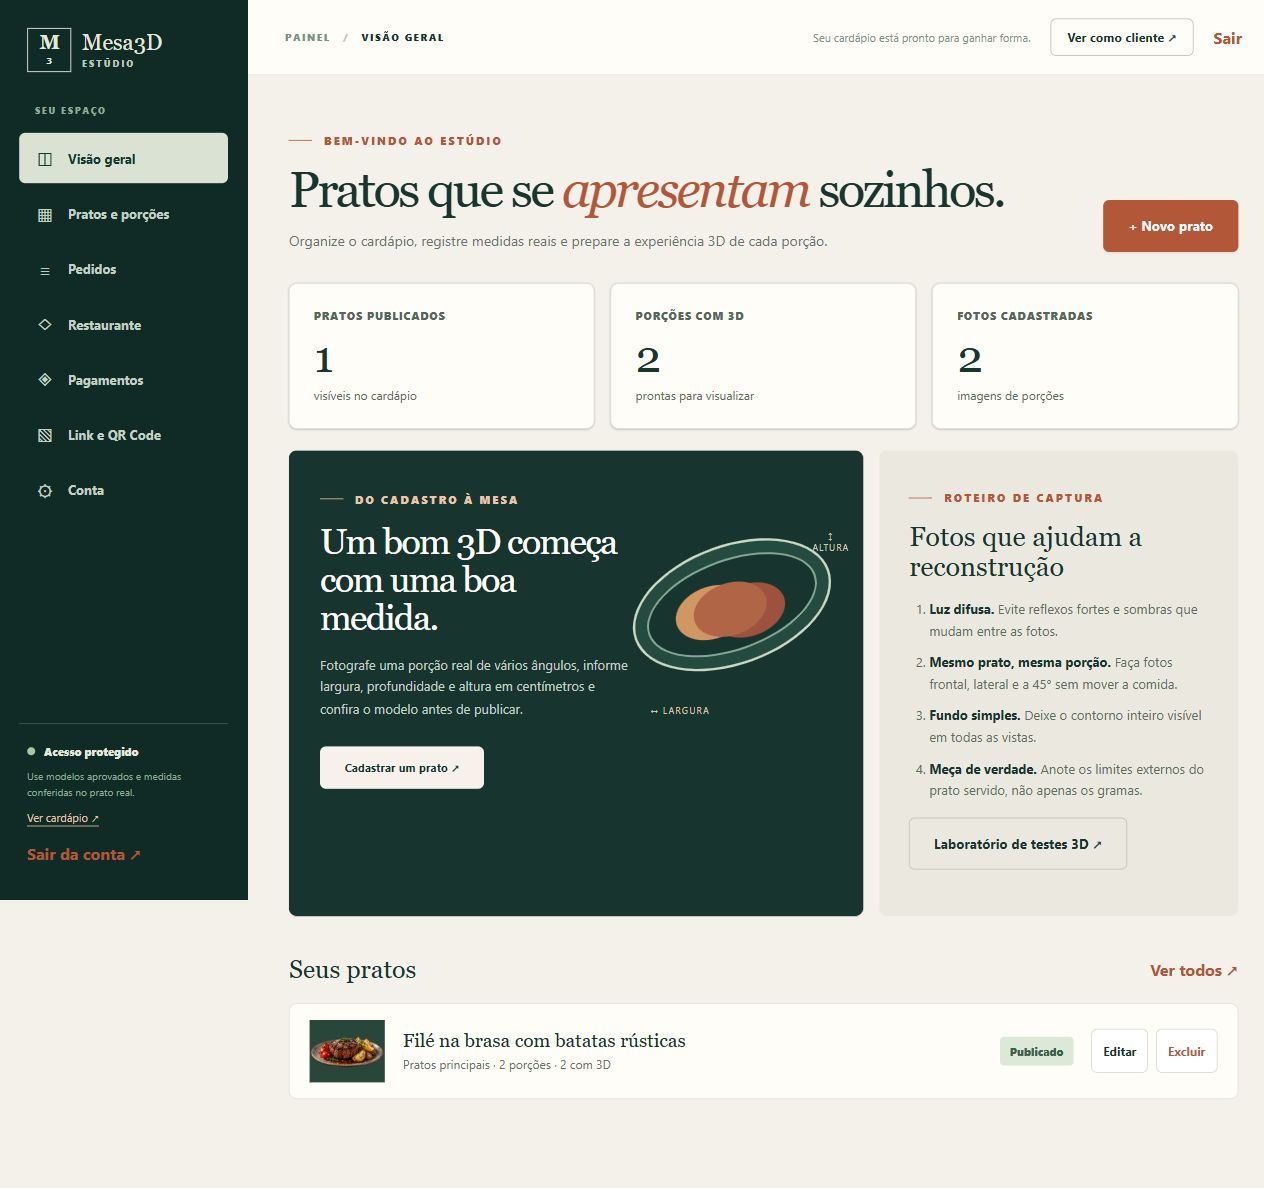 M
3
Mesa3D
ESTÚDIO
SEU ESPAÇO
Visão geral
Pratos e porções
Pedidos
Restaurante
Pagamentos
Link e QR Code
Conta
Acesso protegido
Use modelos aprovados e medidas
conferidas no prato real.
Ver cardápio ↗
Sair da conta ↗
PAINEL / VISÃO GERAL
Seu cardápio está pronto para ganhar forma.
Ver como cliente ↗
Sair
BEM-VINDO AO ESTÚDIO
Pratos que se apresentam sozinhos.
Organize o cardápio, registre medidas reais e prepare a experiência 3D de cada porção.
+ Novo prato
PRATOS PUBLICADOS
1
visíveis no cardápio
PORÇÕES COM 3D
2
prontas para visualizar
FOTOS CADASTRADAS
2
imagens de porções
DO CADASTRO À MESA
Um bom 3D começa
com uma boa
medida.
Fotografe uma porção real de vários ângulos, informe
largura, profundidade e altura em centímetros e
confira o modelo antes de publicar.
Cadastrar um prato ↗
↕
ALTURA
↔ LARGURA
ROTEIRO DE CAPTURA
Fotos que ajudam a
reconstrução
1. Luz difusa. Evite reflexos fortes e sombras que
mudam entre as fotos.
2. Mesmo prato, mesma porção. Faça fotos
frontal, lateral e a 45° sem mover a comida.
3. Fundo simples. Deixe o contorno inteiro visível
em todas as vistas.
4. Meça de verdade. Anote os limites externos do
prato servido, não apenas os gramas.
Laboratório de testes 3D ↗
Seus pratos
Ver todos ↗
Filé na brasa com batatas rústicas
Pratos principais · 2 porções · 2 com 3D
Publicado
Editar
Excluir